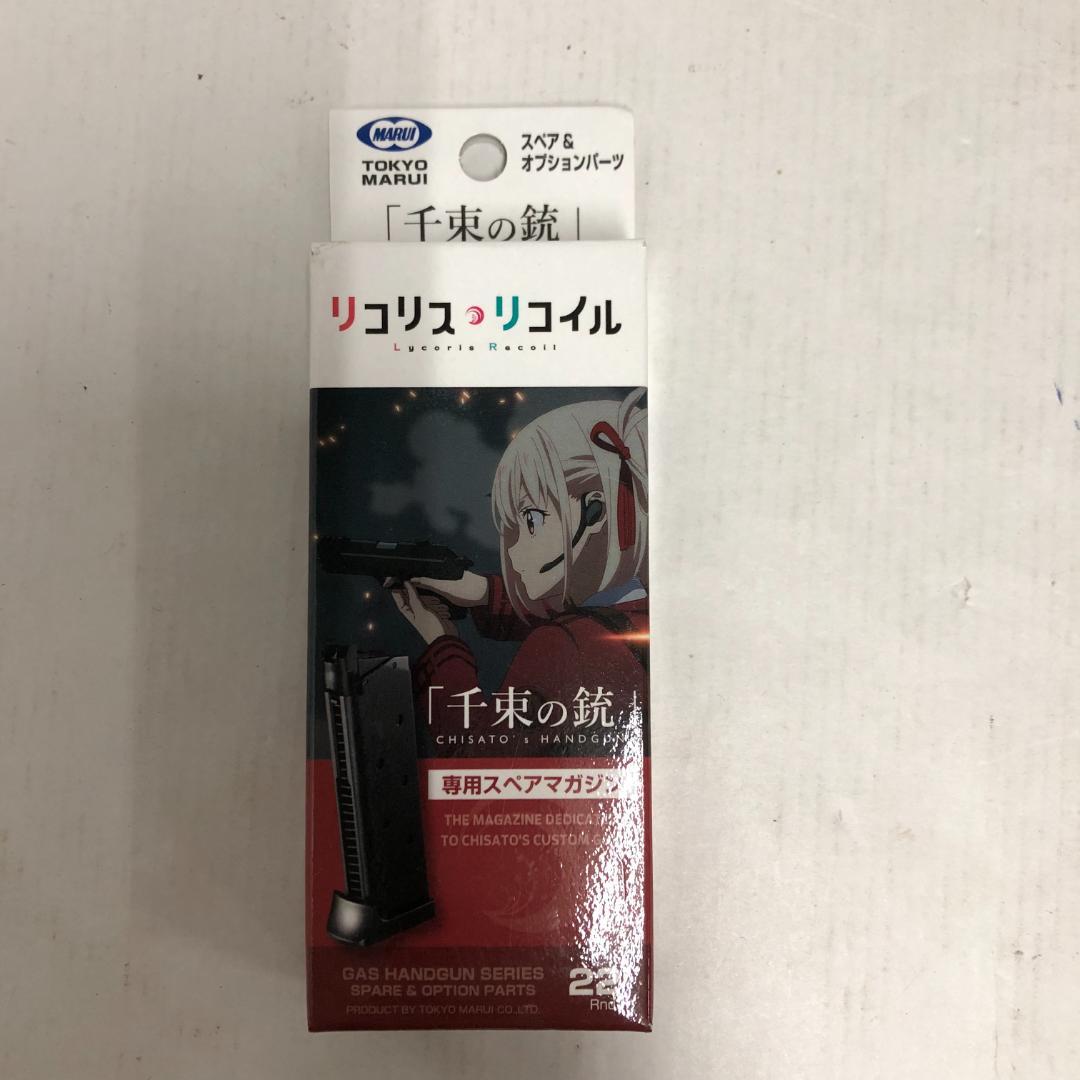 MARUI
TOKYO
MARUI
スペア&
オプションパーツ
「千束の銃」
リコリス・リコイル
Lycoris Recoil
「千束の銃」
CHISATO's HANDGUN
専用スペアマガジン
THE MAGAZINE DEDICAT
TO CHISATO'S CUSTOM
GAS HANDGUN SERIES
SPARE & OPTION PARTS
22
Rnd
PRODUCT BY TOKYO MARUI CO.,LTD.